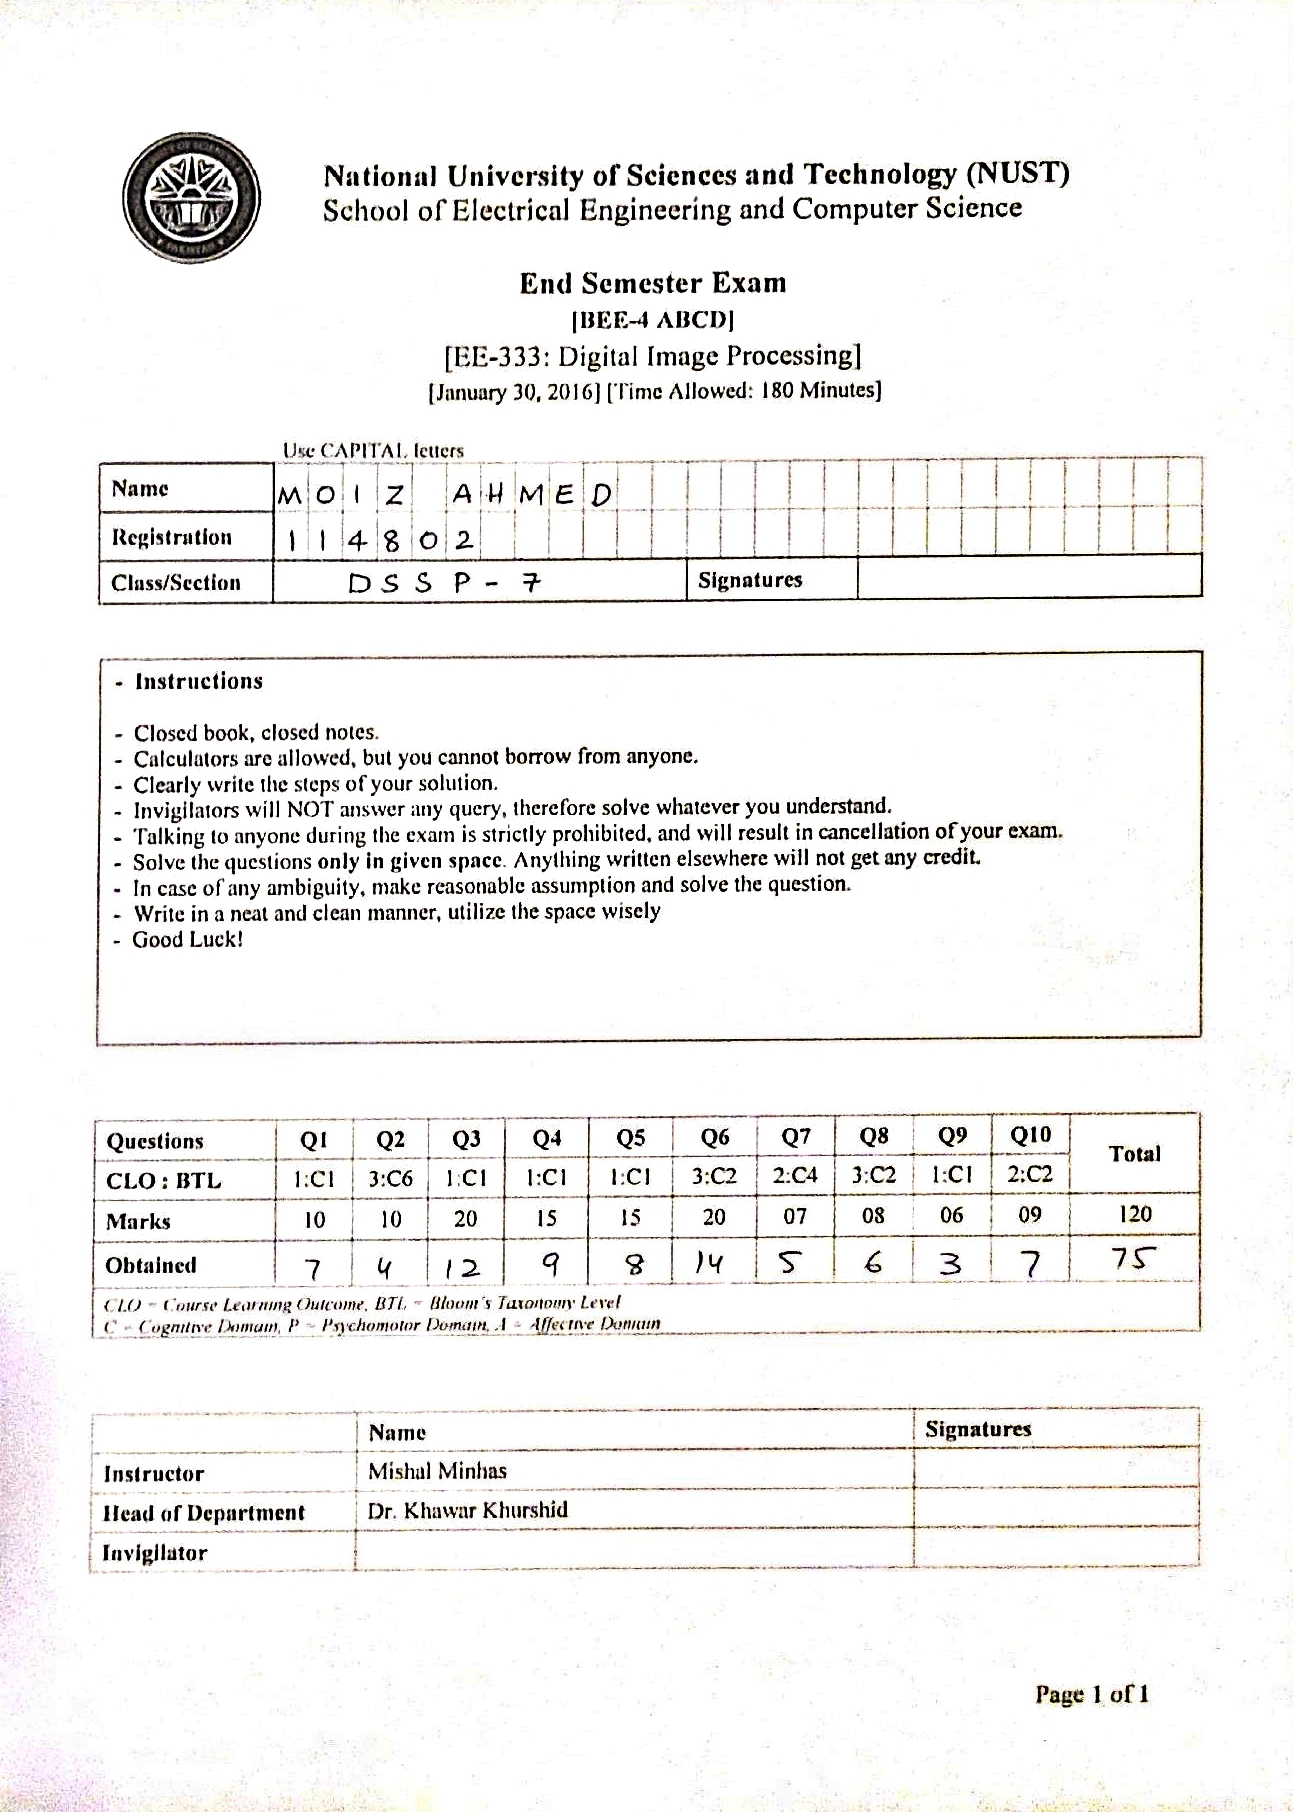 National University of Sciences and Technology (NUST)
School of Electrical Engineering and Computer Science
End Semester Exam
[BEE-4 ABCD]
[EE-333: Digital Image Processing]
[January 30, 2016] [Time Allowed: 180 Minutes]
Use CAPITAL letters
Name MOIZ AHMED
Registration 114802
Class/Section DSSP-7 Signatures
- Instructions
- Closed book, closed notes.
- Calculators are allowed, but you cannot borrow from anyone.
- Clearly write the steps of your solution.
- Invigilators will NOT answer any query, therefore solve whatever you understand.
- Talking to anyone during the exam is strictly prohibited, and will result in cancellation of your exam.
- Solve the questions only in given space. Anything written elsewhere will not get any credit.
- In case of any ambiguity, make reasonable assumption and solve the question.
- Write in a neat and clean manner, utilize the space wisely
- Good Luck!
Questions Q1 Q2 Q3 Q4 Q5 Q6 Q7 Q8 Q9 Q10 Total
CLO : BTL 1:C1 3:C6 1:C1 1:C1 1:C1 3:C2 2:C4 3:C2 1:C1 2:C2
Marks 10 10 20 15 15 20 07 08 06 09 120
Obtained 7 4 12 9 8 14 5 6 3 7 75
CLO = Course Learning Outcome, BTL = Bloom's Taxonomy Level
C = Cognitive Domain, P = Psychomotor Domain, A = Affective Domain
Name Signatures
Instructor Mishal Minhas
Head of Department Dr. Khawar Khurshid
Invigilator
Page 1 of 1